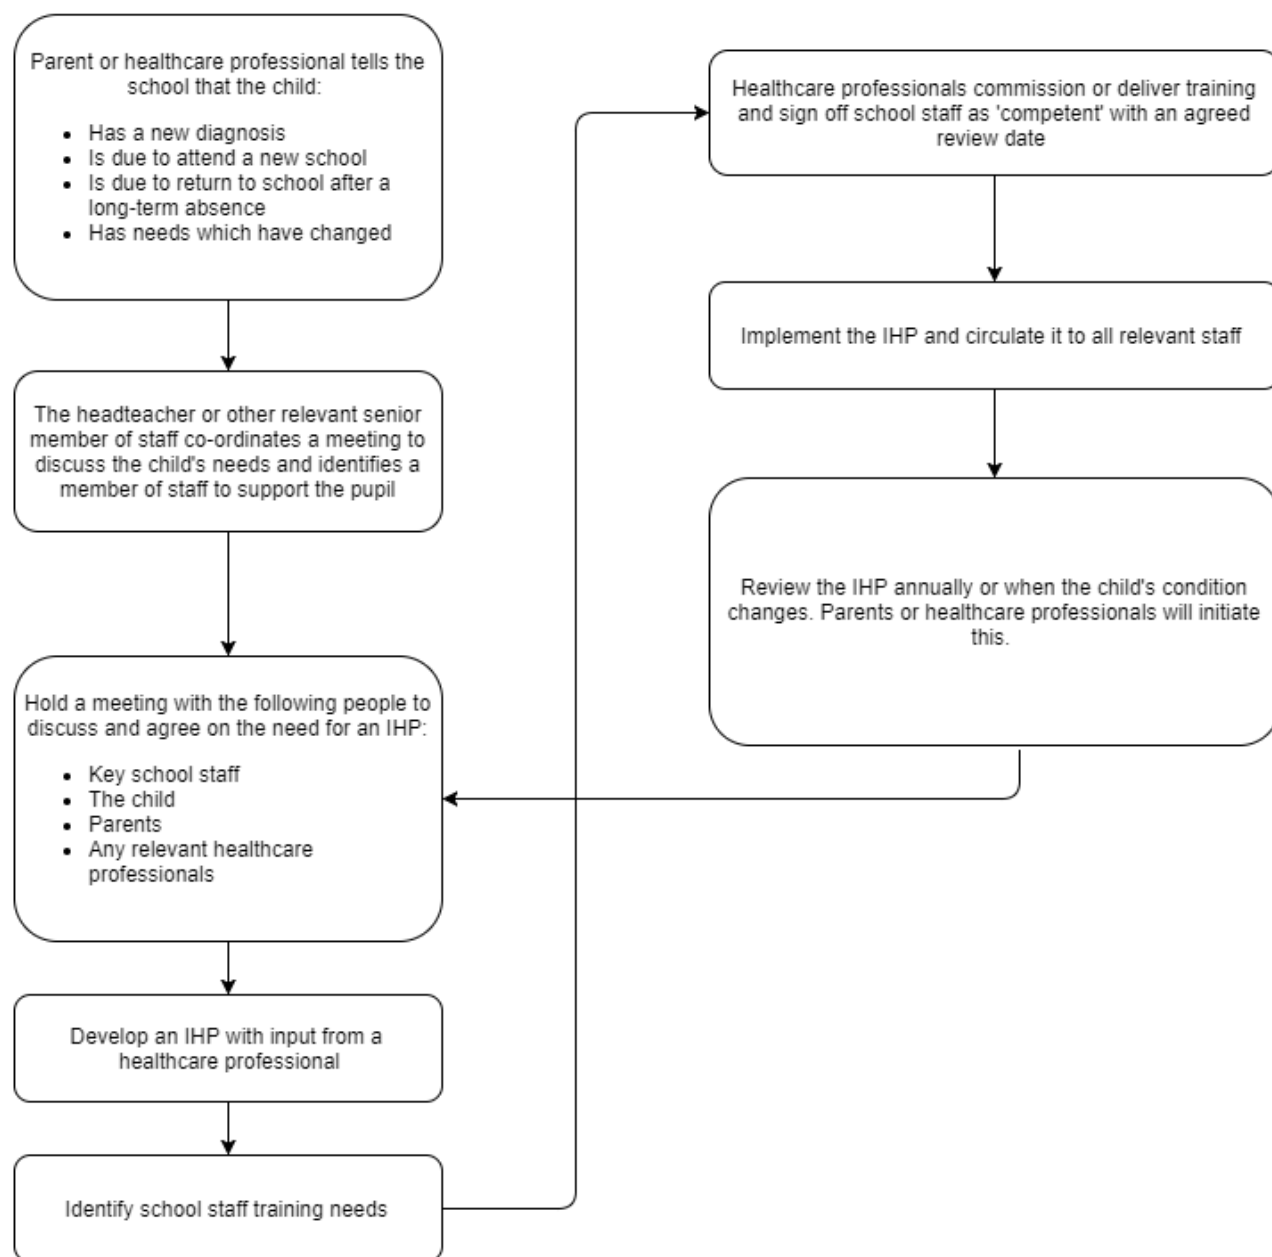 Parent or healthcare professional tells the
school that the child:
• Has a new diagnosis
• Is due to attend a new school
• Is due to return to school after a
long-term absence
• Has needs which have changed
The headteacher or other relevant senior
member of staff co-ordinates a meeting to
discuss the child's needs and identifies a
member of staff to support the pupil
Hold a meeting with the following people to
discuss and agree on the need for an IHP:
• Key school staff
• The child
• Parents
• Any relevant healthcare
professionals
Develop an IHP with input from a
healthcare professional
Identify school staff training needs
Healthcare professionals commission or deliver training
and sign off school staff as 'competent' with an agreed
review date
Implement the IHP and circulate it to all relevant staff
Review the IHP annually or when the child's condition
changes. Parents or healthcare professionals will initiate
this.